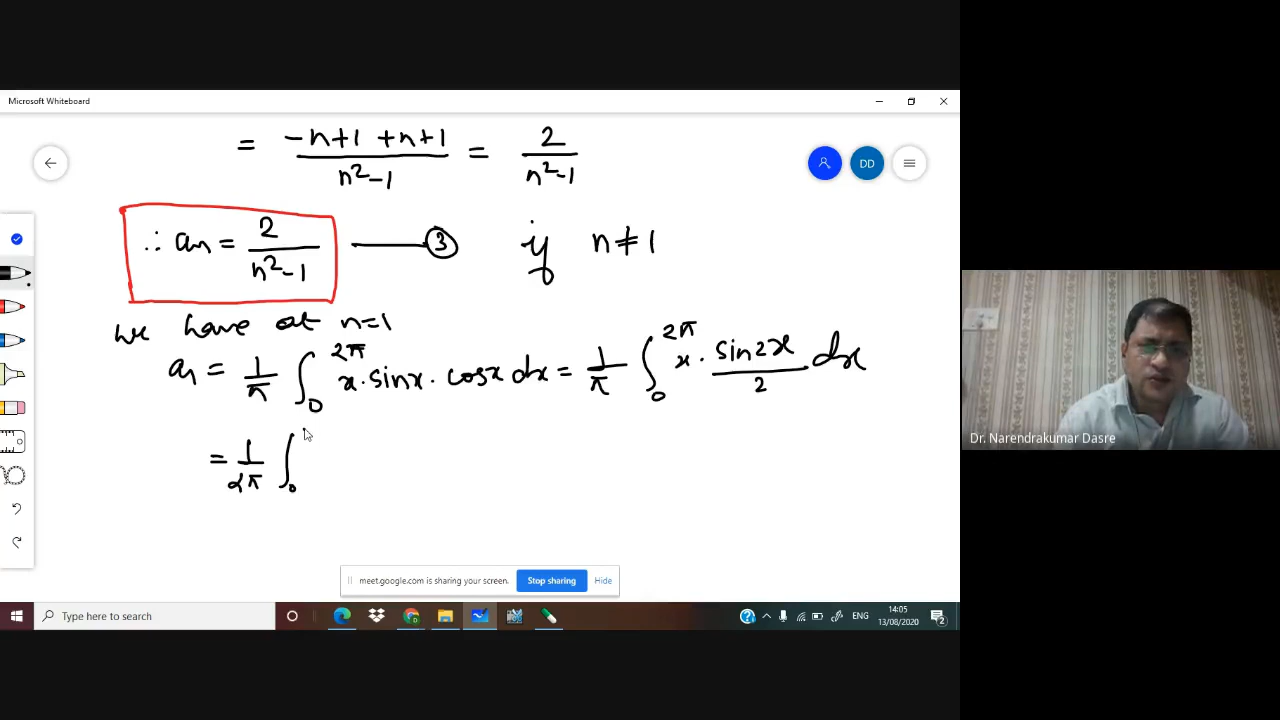 Microsoft Whiteboard
= (-n+1 +n+1)/(n²-1) = 2/(n²-1)
DD
∴ an = 2/(n²-1) —— ③ if n≠1
We have at n=1
a₁ = 1/π ∫₀^2π x·sinx·cosx dx = 1/π ∫₀^2π x·sin2x/2 dx
= 1/2π ∫₀
Dr. Narendrakumar Dasre
meet.google.com is sharing your screen. Stop sharing Hide
Type here to search
ENG
14:05
13/08/2020
2